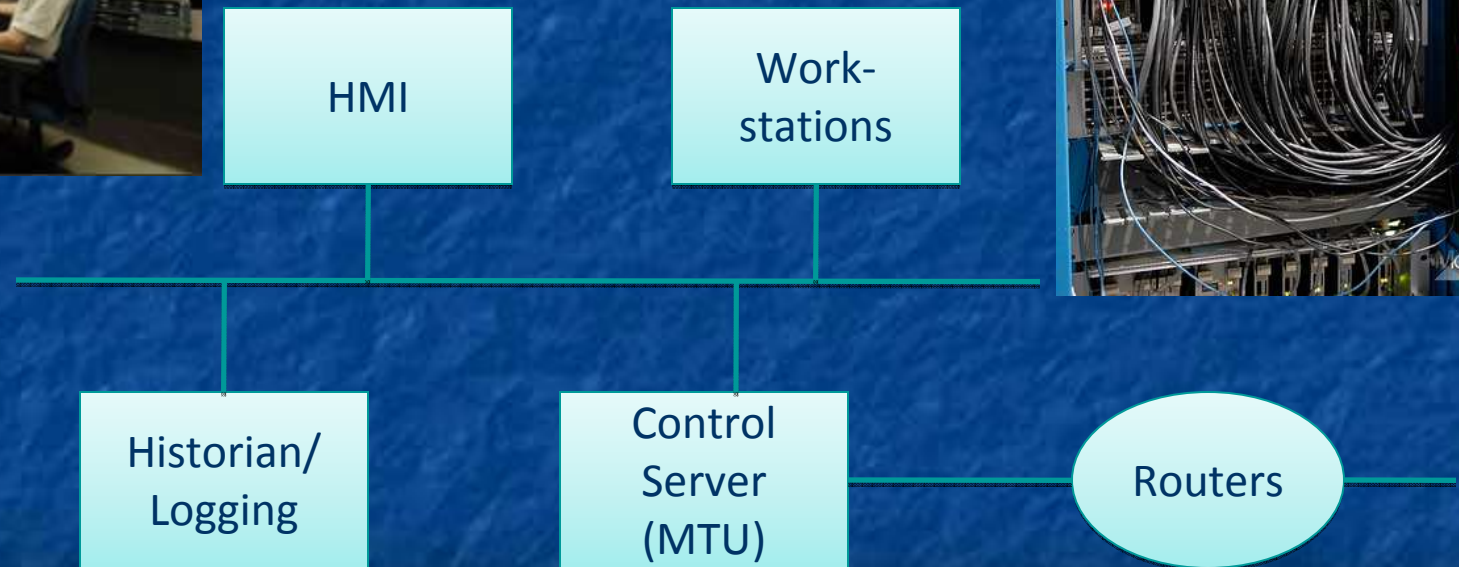 HMI
Work-
stations
Historian/
Logging
Control
Server
(MTU)
Routers